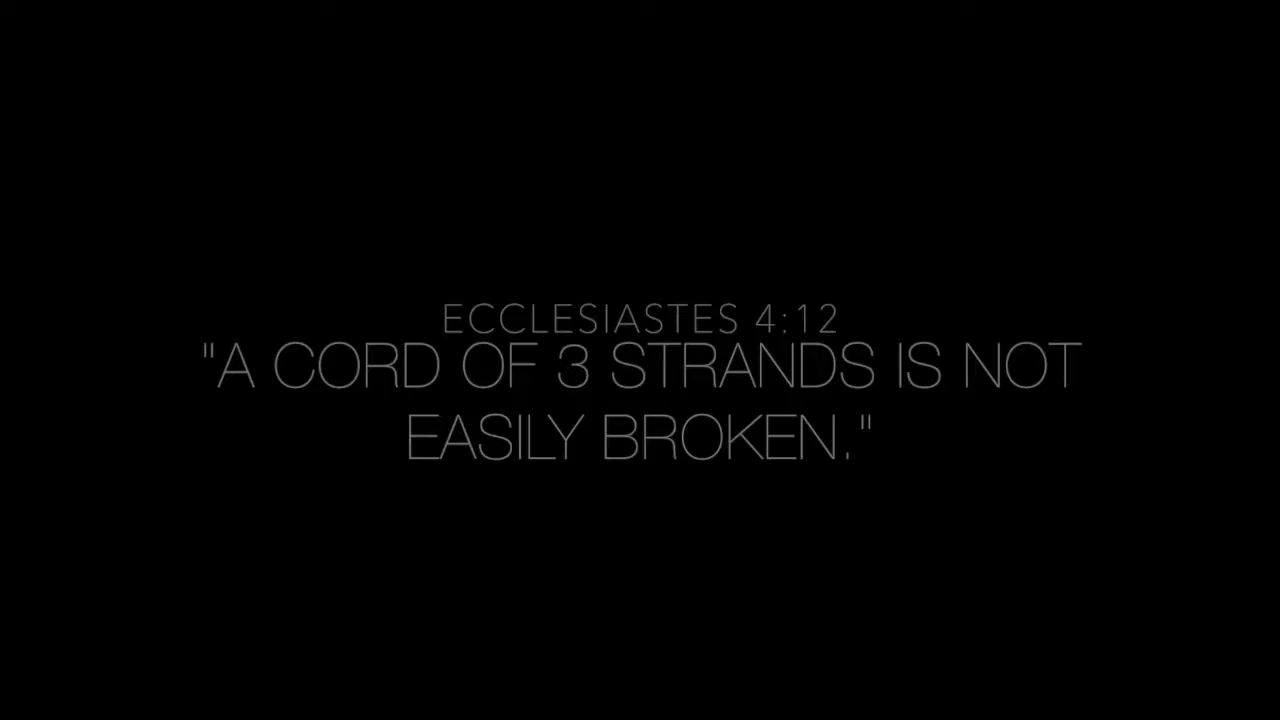 ECCLESIASTES 4:12
"A CORD OF 3 STRANDS IS NOT
EASILY BROKEN."